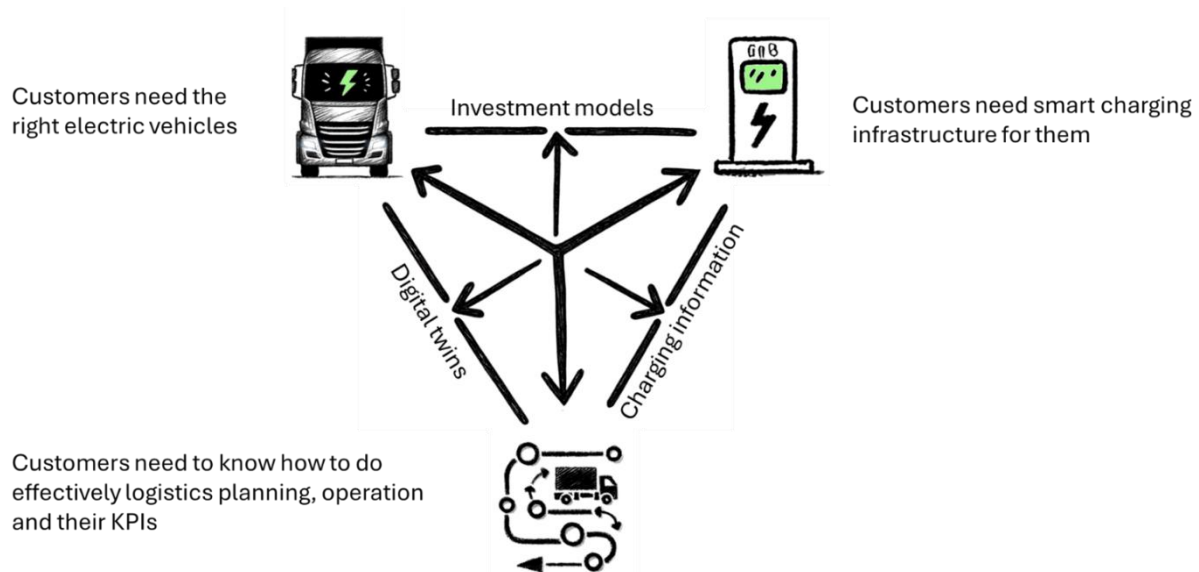 Customers need the
right electric vehicles
Investment models
Customers need smart charging
infrastructure for them
Digital twins
Charging information
Customers need to know how to do
effectively logistics planning, operation
and their KPIs